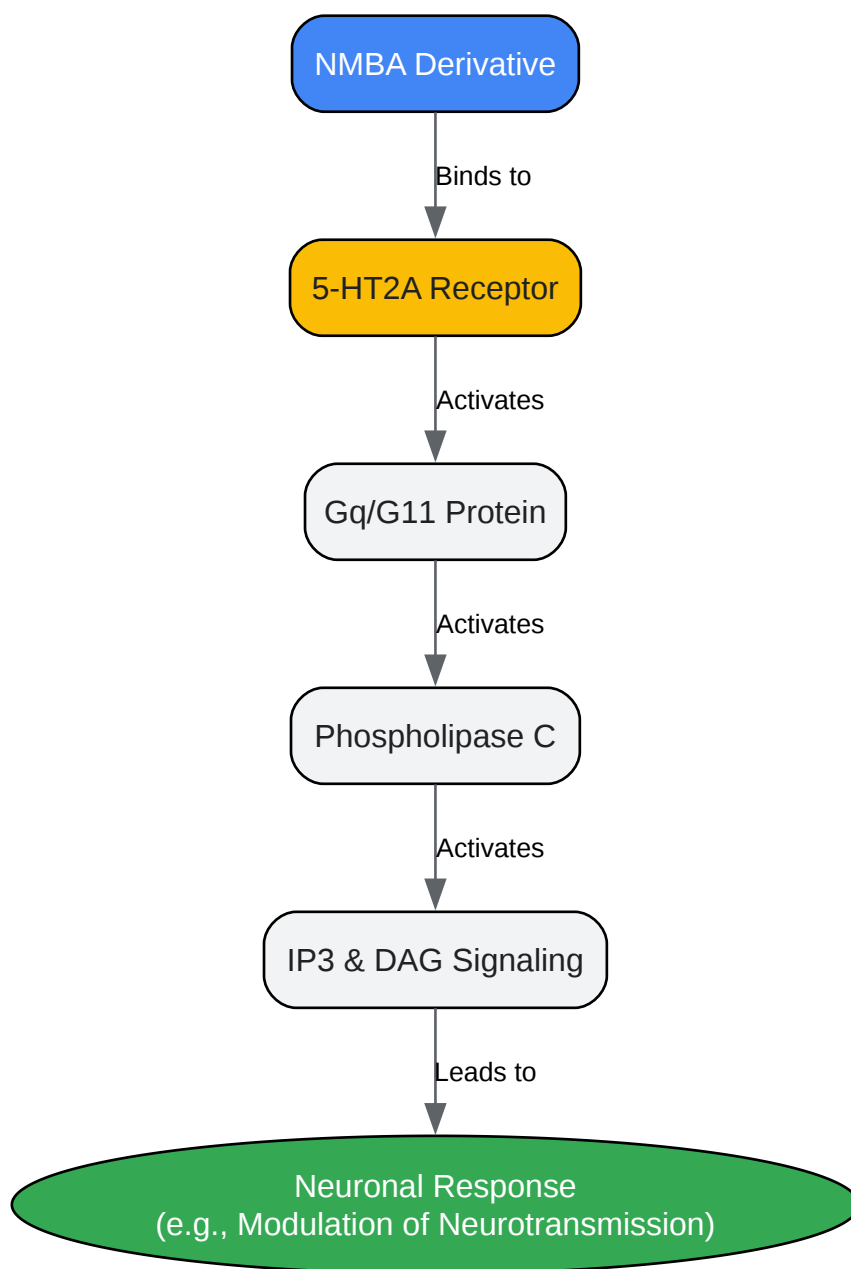 NMBA Derivative
Binds to
5-HT2A Receptor
Activates
Gq/G11 Protein
Activates
Phospholipase C
Activates
IP3 & DAG Signaling
Leads to
Neuronal Response
(e.g., Modulation of Neurotransmission)